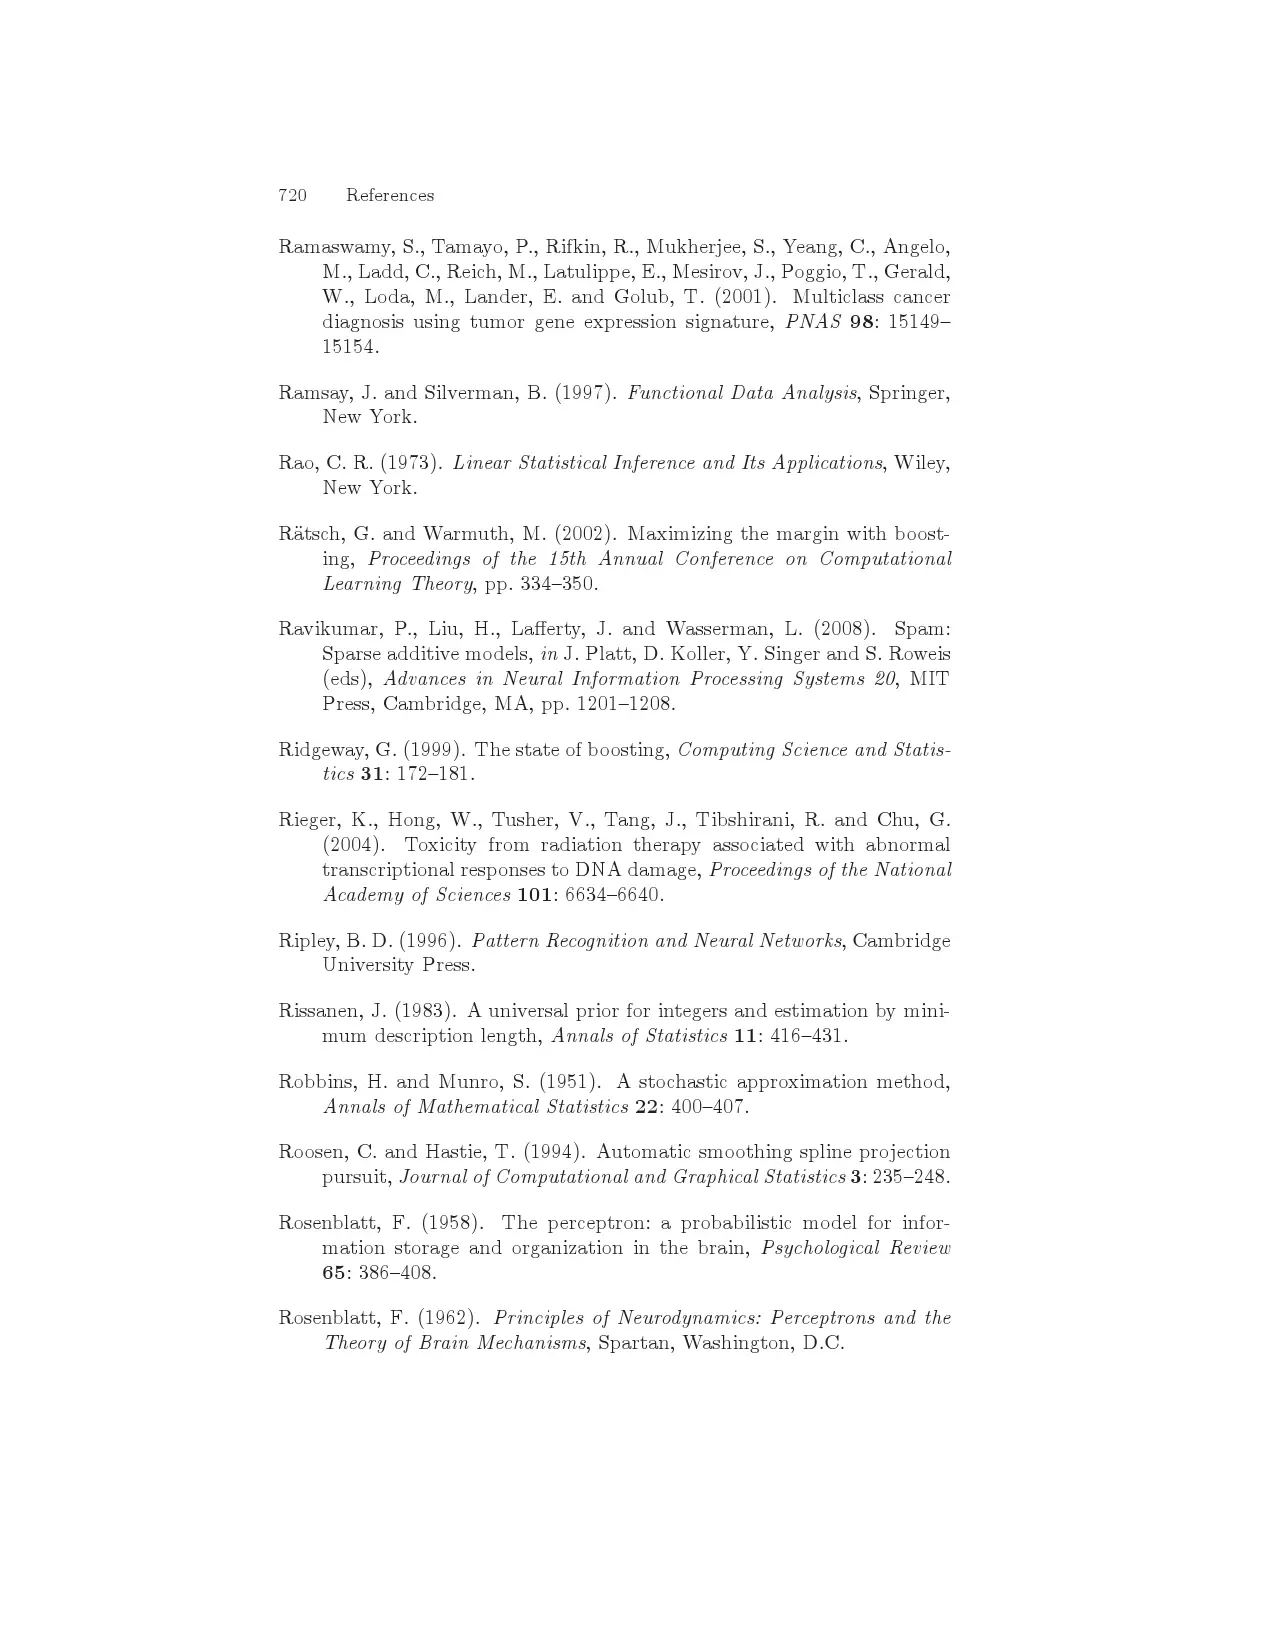 720 References
Ramaswamy, S., Tamayo, P., Rifkin, R., Mukherjee, S., Yeang, C., Angelo,
M., Ladd, C., Reich, M., Latulippe, E., Mesirov, J., Poggio, T., Gerald,
W., Loda, M., Lander, E. and Golub, T. (2001). Multiclass cancer
diagnosis using tumor gene expression signature, PNAS 98: 15149–
15154.
Ramsay, J. and Silverman, B. (1997). Functional Data Analysis, Springer,
New York.
Rao, C. R. (1973). Linear Statistical Inference and Its Applications, Wiley,
New York.
Rätsch, G. and Warmuth, M. (2002). Maximizing the margin with boost-
ing, Proceedings of the 15th Annual Conference on Computational
Learning Theory, pp. 334–350.
Ravikumar, P., Liu, H., Lafferty, J. and Wasserman, L. (2008). Spam:
Sparse additive models, in J. Platt, D. Koller, Y. Singer and S. Roweis
(eds), Advances in Neural Information Processing Systems 20, MIT
Press, Cambridge, MA, pp. 1201–1208.
Ridgeway, G. (1999). The state of boosting, Computing Science and Statis-
tics 31: 172–181.
Rieger, K., Hong, W., Tusher, V., Tang, J., Tibshirani, R. and Chu, G.
(2004). Toxicity from radiation therapy associated with abnormal
transcriptional responses to DNA damage, Proceedings of the National
Academy of Sciences 101: 6634–6640.
Ripley, B. D. (1996). Pattern Recognition and Neural Networks, Cambridge
University Press.
Rissanen, J. (1983). A universal prior for integers and estimation by mini-
mum description length, Annals of Statistics 11: 416–431.
Robbins, H. and Munro, S. (1951). A stochastic approximation method,
Annals of Mathematical Statistics 22: 400–407.
Roosen, C. and Hastie, T. (1994). Automatic smoothing spline projection
pursuit, Journal of Computational and Graphical Statistics 3: 235–248.
Rosenblatt, F. (1958). The perceptron: a probabilistic model for infor-
mation storage and organization in the brain, Psychological Review
65: 386–408.
Rosenblatt, F. (1962). Principles of Neurodynamics: Perceptrons and the
Theory of Brain Mechanisms, Spartan, Washington, D.C.